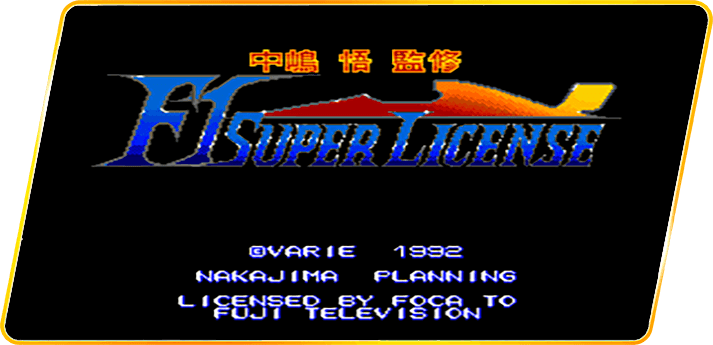 中嶋 悟 監修
F1 SUPER LICENSE
©VARIE 1992
NAKAJIMA PLANNING
LICENSED BY FOCA TO
FUJI TELEVISION